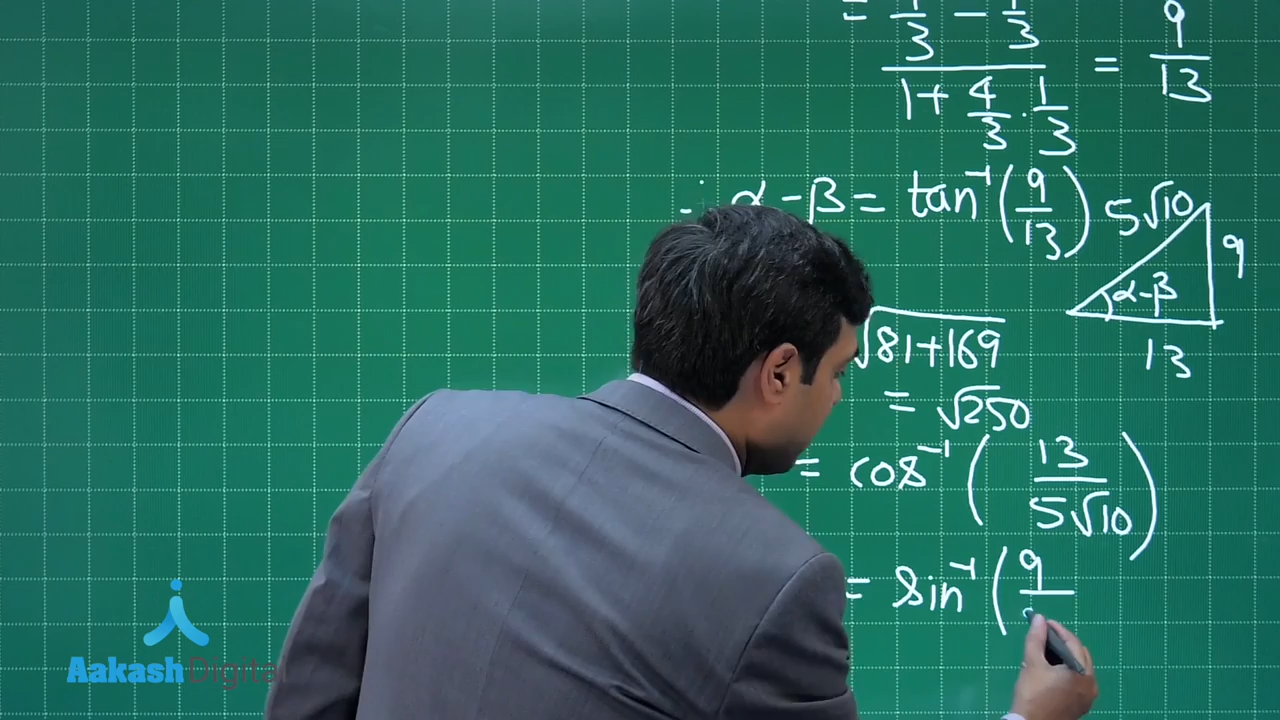 = 4/3 − 1/3 / 1 + 4/3 · 1/3 = 9/13
∴ α − β = tan⁻¹(9/13)
5√10
9
α−β
13
√81+169
= √250
= cos⁻¹(13/5√10)
= sin⁻¹(9/
Aakash Digital